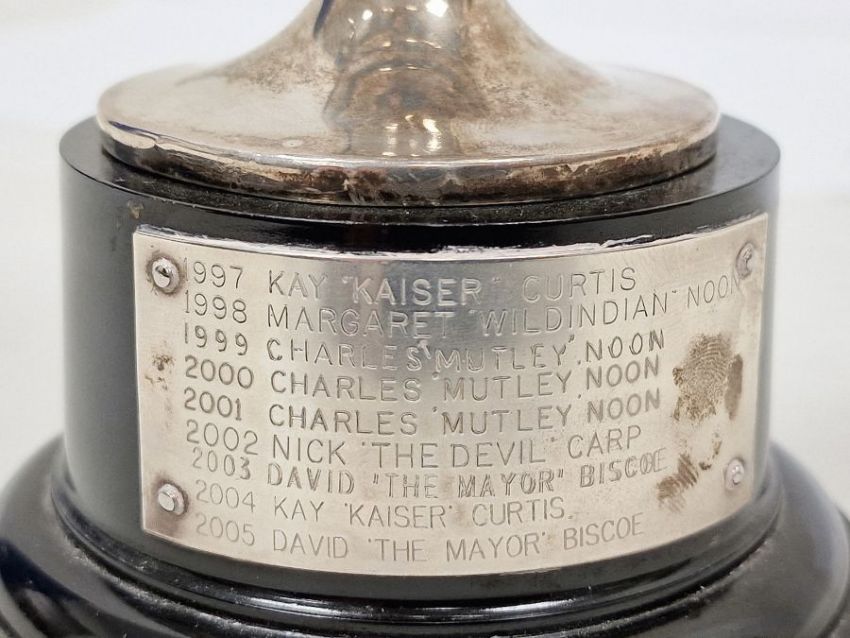 1997 KAY "KAISER" CURTIS
1998 MARGARET "WILDINDIAN" NOON
1999 CHARLES "MUTLEY" NOON
2000 CHARLES "MUTLEY" NOON
2001 CHARLES "MUTLEY" NOON
2002 NICK "THE DEVIL" CARP
2003 DAVID "THE MAYOR" BISCOE
2004 KAY 'KAISER' CURTIS.
2005 DAVID 'THE MAYOR' BISCOE